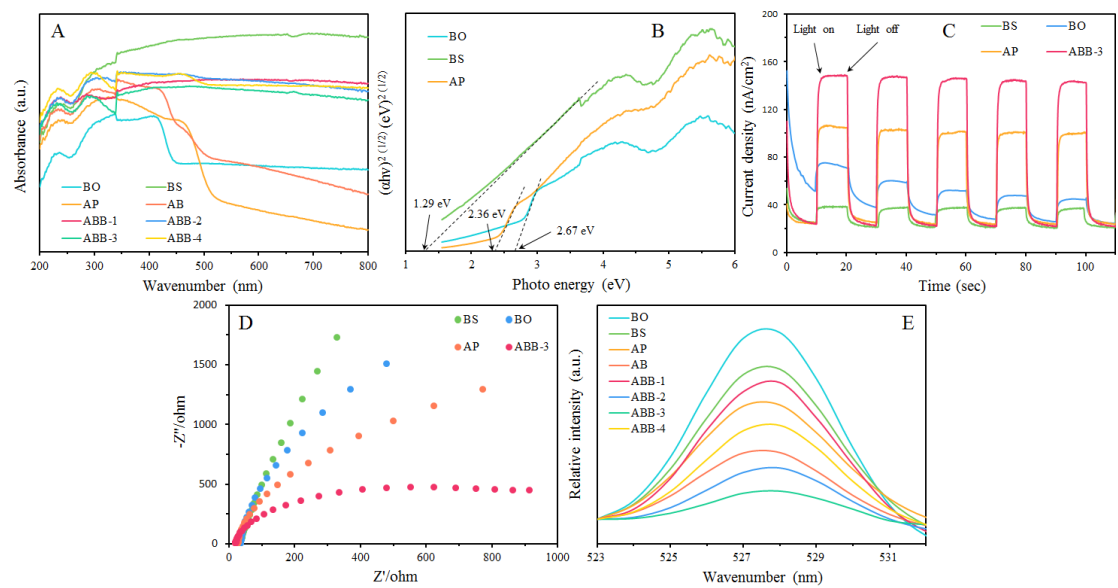 A
Absorbance (a.u.)
BO BS
AP AB
ABB-1 ABB-2
ABB-3 ABB-4
200 300 400 500 600 700 800
Wavenumber (nm)
B
(αhv)^2 (1/2) (eV)^2 (1/2)
BO
BS
AP
1.29 eV
2.36 eV
2.67 eV
1 2 3 4 5 6
Photo energy (eV)
C
Current density (nA/cm2)
200
160
120
80
40
0
BS BO
AP ABB-3
Light on Light off
0 20 40 60 80 100
Time (sec)
D
-Z"/ohm
2000
1500
1000
500
0
BS BO
AP ABB-3
0 200 400 600 800 1000
Z'/ohm
E
Relative intensity (a.u.)
BO
BS
AP
AB
ABB-1
ABB-2
ABB-3
ABB-4
523 525 527 529 531
Wavenumber (nm)